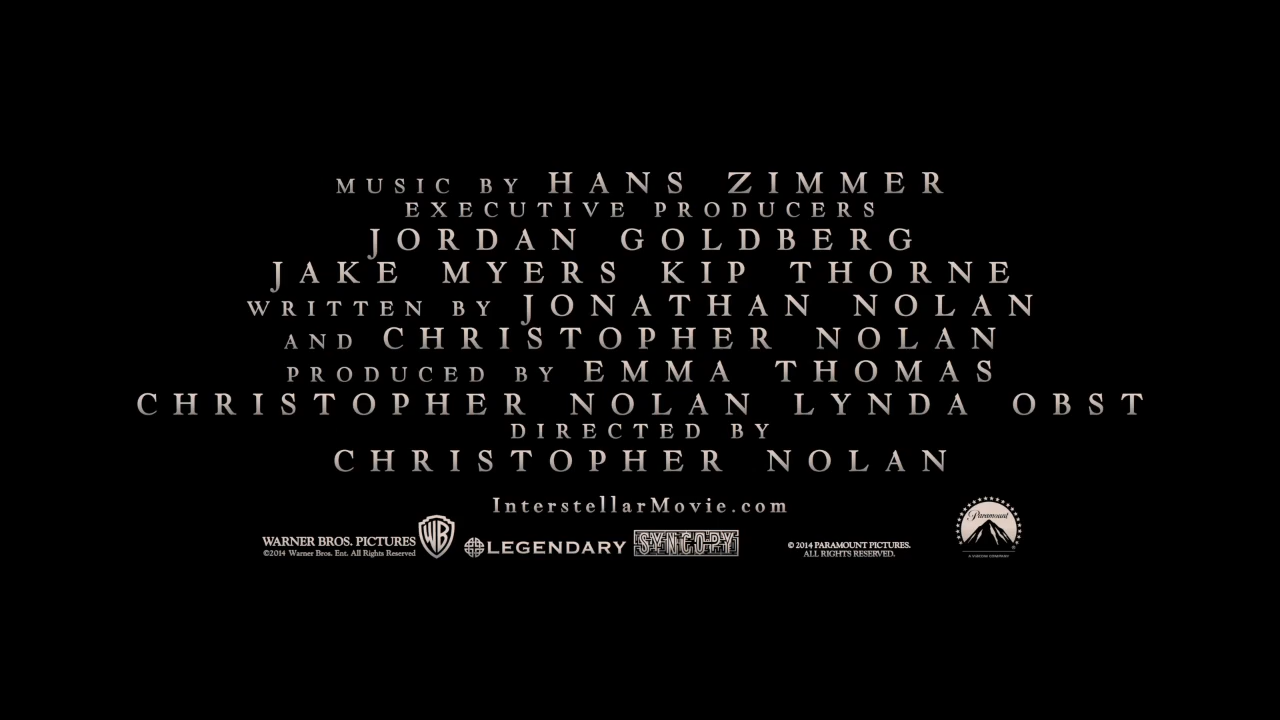 MUSIC BY HANS ZIMMER
EXECUTIVE PRODUCERS
JORDAN GOLDBERG
JAKE MYERS KIP THORNE
WRITTEN BY JONATHAN NOLAN
AND CHRISTOPHER NOLAN
PRODUCED BY EMMA THOMAS
CHRISTOPHER NOLAN LYNDA OBST
DIRECTED BY
CHRISTOPHER NOLAN
InterstellarMovie.com
WARNER BROS. PICTURES
©2014 Warner Bros. Ent. All Rights Reserved
WB
LEGENDARY
SYNCOPY
© 2014 PARAMOUNT PICTURES.
ALL RIGHTS RESERVED.
Paramount
A VIACOM COMPANY